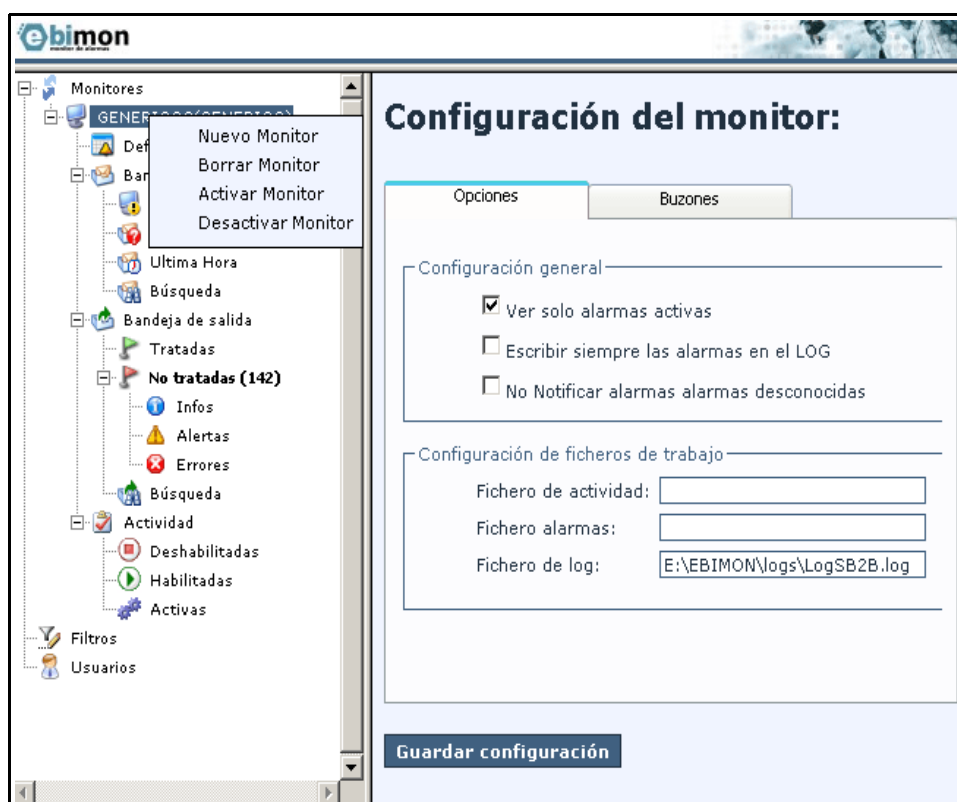 ebimon
monitor de alarmas
Monitores
Nuevo Monitor
Borrar Monitor
Activar Monitor
Desactivar Monitor
Ultima Hora
Búsqueda
Bandeja de salida
Tratadas
No tratadas (142)
Infos
Alertas
Errores
Búsqueda
Actividad
Deshabilitadas
Habilitadas
Activas
Filtros
Usuarios
Configuración del monitor:
Opciones
Buzones
Configuración general
Ver solo alarmas activas
Escribir siempre las alarmas en el LOG
No Notificar alarmas alarmas desconocidas
Configuración de ficheros de trabajo
Fichero de actividad:
Fichero alarmas:
Fichero de log: E:\EBIMON\logs\LogSB2B.log
Guardar configuración